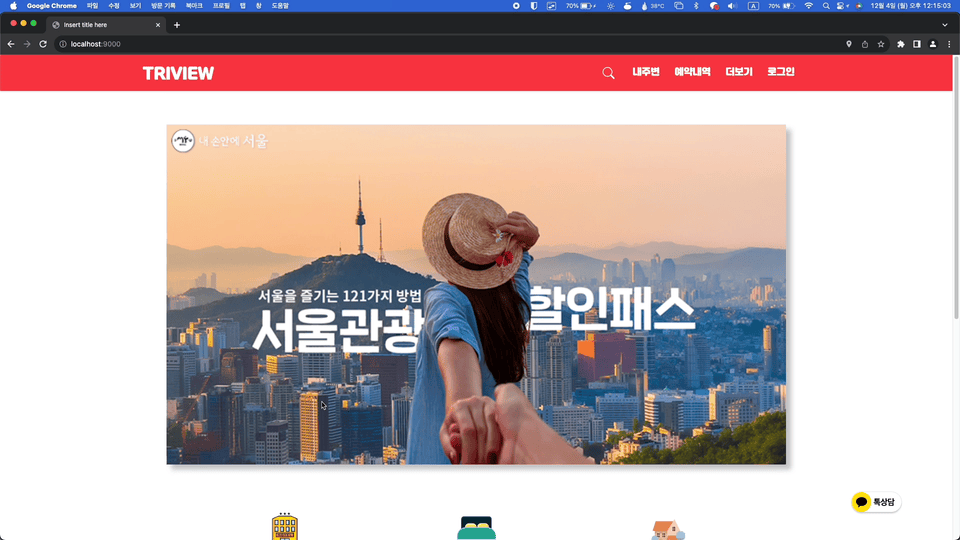 Google Chrome 파일 수정 보기 방문 기록 북마크 프로필 탭 창 도움말
70% 38°C A 70% 12월 4일 (월) 오후 12:15:03
Insert title here
localhost:9000
TRIVIEW
내주변 예약내역 더보기 로그인
내 손안에 서울
서울을 즐기는 121가지 방법
서울관광 할인패스
톡상담